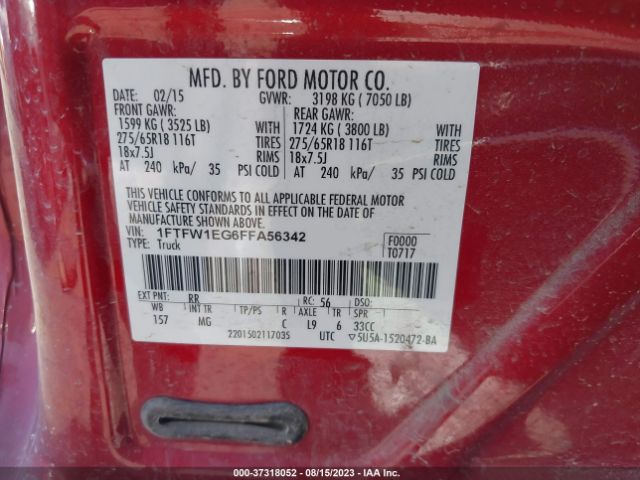 MFD. BY FORD MOTOR CO.
DATE: 02/15 GVWR: 3198 KG ( 7050 LB)
FRONT GAWR: REAR GAWR:
1599 KG ( 3525 LB) WITH 1724 KG ( 3800 LB) WITH
275/65R18 116T TIRES 275/65R18 116T TIRES
18x7.5J RIMS 18x7.5J RIMS
AT 240 kPa/ 35 PSI COLD AT 240 kPa/ 35 PSI COLD
THIS VEHICLE CONFORMS TO ALL APPLICABLE FEDERAL MOTOR
VEHICLE SAFETY STANDARDS IN EFFECT ON THE DATE OF
MANUFACTURE SHOWN ABOVE.
VIN: 1FTFW1EG6FFA56342 F0000
TYPE: Truck T0717
EXT PNT: RR RC: 56 DSO:
WB INT TR TP/PS R AXLE TR SPR
157 MG C L9 6 33CC
2201502117035 UTC ▽5U5A-1520472-BA
000-37318052 - 08/15/2023 - IAA Inc.